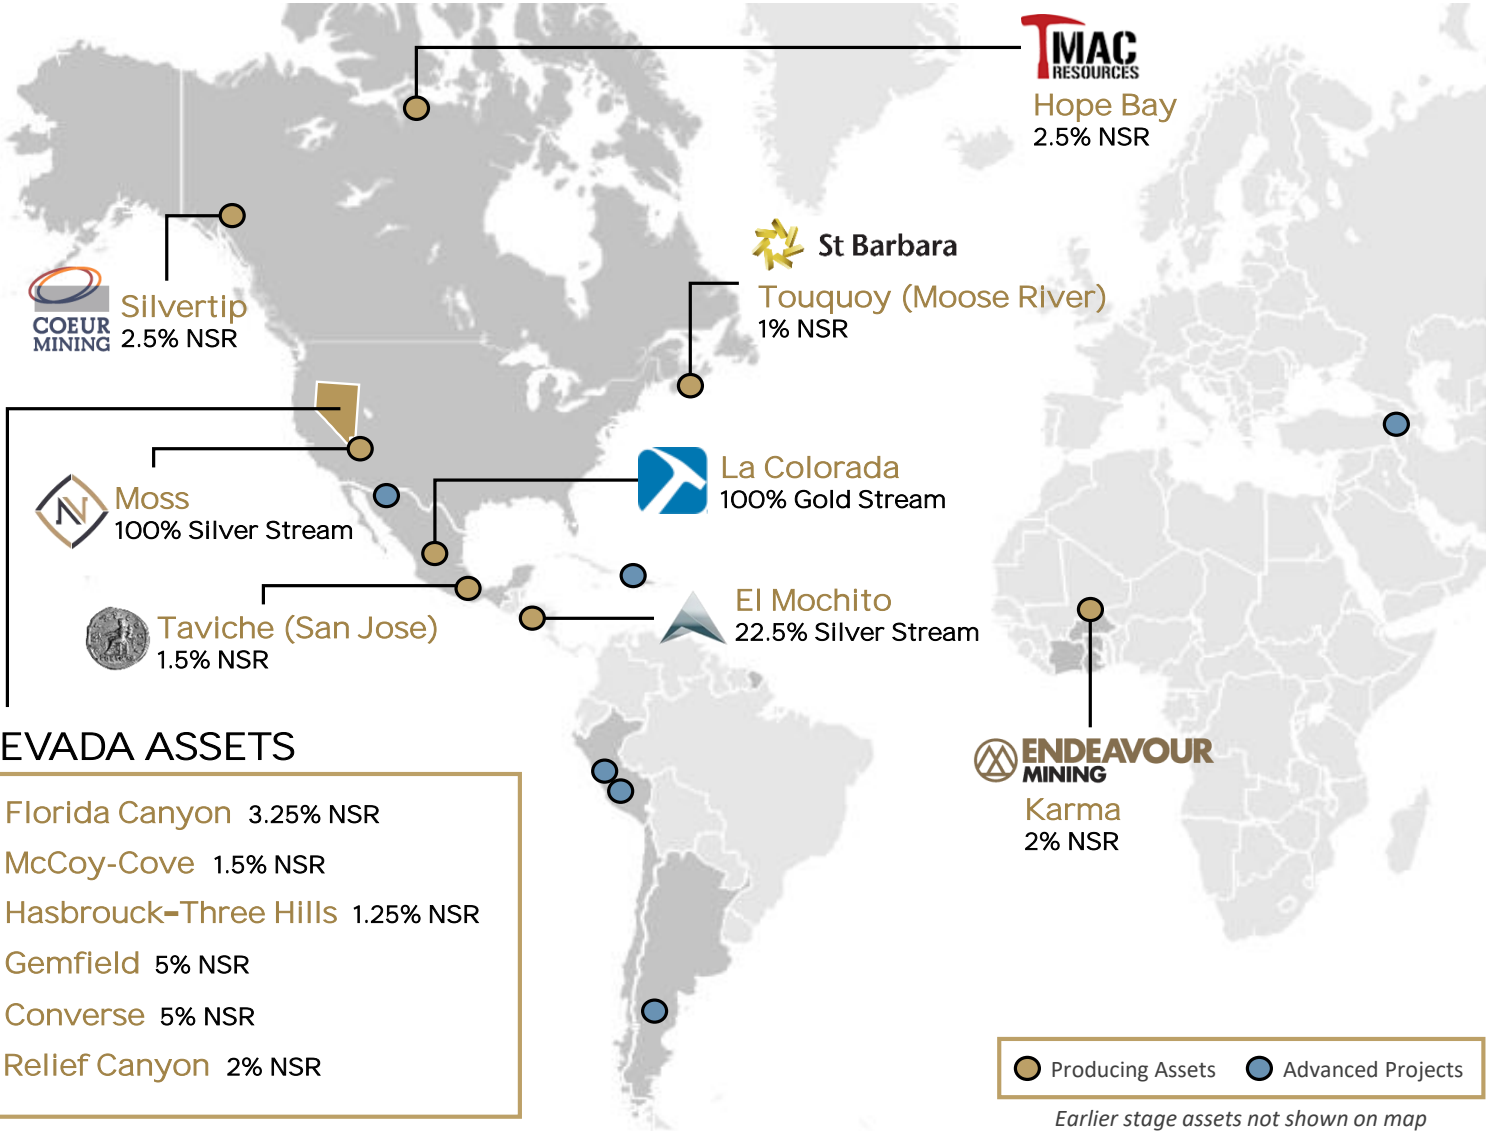 TMAC
RESOURCES
Hope Bay
2.5% NSR
St Barbara
Touquoy (Moose River)
1% NSR
COEUR
MINING
Silvertip
2.5% NSR
La Colorada
100% Gold Stream
Moss
100% Silver Stream
El Mochito
22.5% Silver Stream
Taviche (San Jose)
1.5% NSR
ENDEAVOUR
MINING
Karma
2% NSR
EVADA ASSETS
Florida Canyon 3.25% NSR
McCoy-Cove 1.5% NSR
Hasbrouck–Three Hills 1.25% NSR
Gemfield 5% NSR
Converse 5% NSR
Relief Canyon 2% NSR
Producing Assets Advanced Projects
Earlier stage assets not shown on map